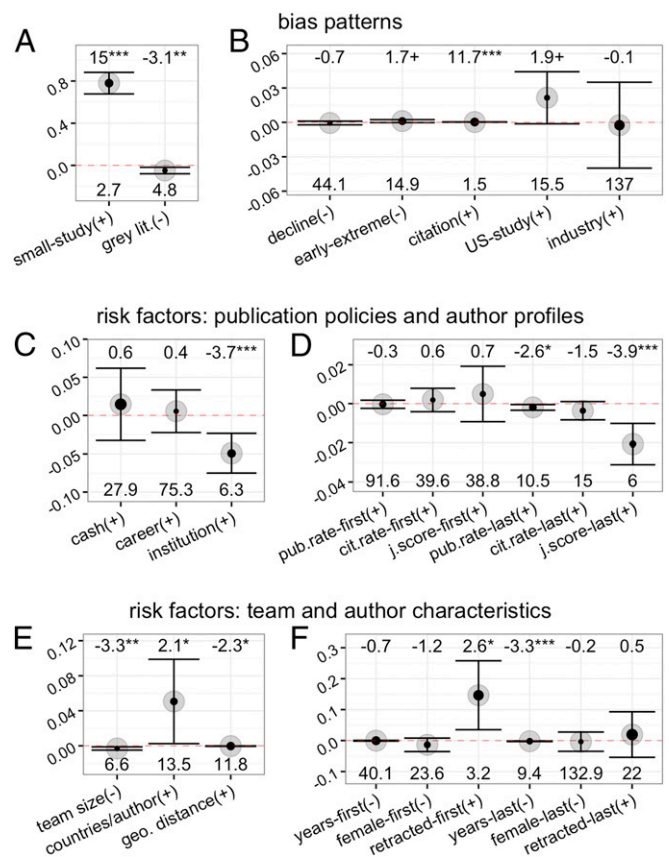 bias patterns
A
15*** -3.1**
0.8
0.4
0.0
2.7 4.8
small-study(+) grey lit.(-)
B
-0.7 1.7+ 11.7*** 1.9+ -0.1
0.06
0.03
0.00
-0.03
-0.06
44.1 14.9 1.5 15.5 137
decline(-) early-extreme(-) citation(+) US-study(+) industry(+)
risk factors: publication policies and author profiles
C
0.6 0.4 -3.7***
0.10
0.05
0.00
-0.05
-0.10
27.9 75.3 6.3
cash(+) career(+) institution(+)
D
-0.3 0.6 0.7 -2.6* -1.5 -3.9***
0.02
0.00
-0.02
-0.04
91.6 39.6 38.8 10.5 15 6
pub.rate-first(+) cit.rate-first(+) j.score-first(+) pub.rate-last(+) cit.rate-last(+) j.score-last(+)
risk factors: team and author characteristics
E
-3.3** 2.1* -2.3*
0.12
0.08
0.04
0.00
6.6 13.5 11.8
team size(-) countries/author(+) geo. distance(+)
F
-0.7 -1.2 2.6* -3.3*** -0.2 0.5
0.3
0.2
0.1
0.0
-0.1
40.1 23.6 3.2 9.4 132.9 22
years-first(-) female-first(-) retracted-first(+) years-last(-) female-last(-) retracted-last(+)